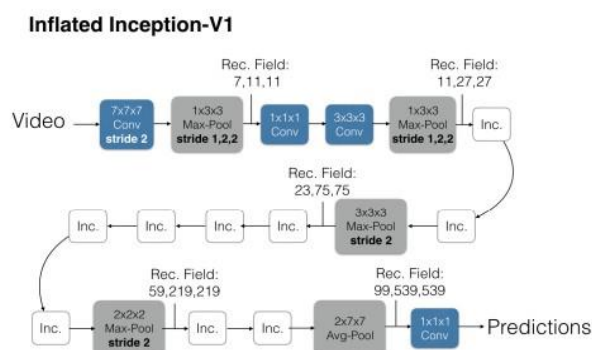 Inflated Inception-V1
Rec. Field:
7,11,11
Rec. Field:
11,27,27
Video
7x7x7
Conv
stride 2
1x3x3
Max-Pool
stride 1,2,2
1x1x1
Conv
3x3x3
Conv
1x3x3
Max-Pool
stride 1,2,2
Inc.
Rec. Field:
23,75,75
Inc.
Inc.
Inc.
Inc.
3x3x3
Max-Pool
stride 2
Inc.
Rec. Field:
59,219,219
Rec. Field:
99,539,539
Inc.
2x2x2
Max-Pool
stride 2
Inc.
Inc.
2x7x7
Avg-Pool
1x1x1
Conv
Predictions